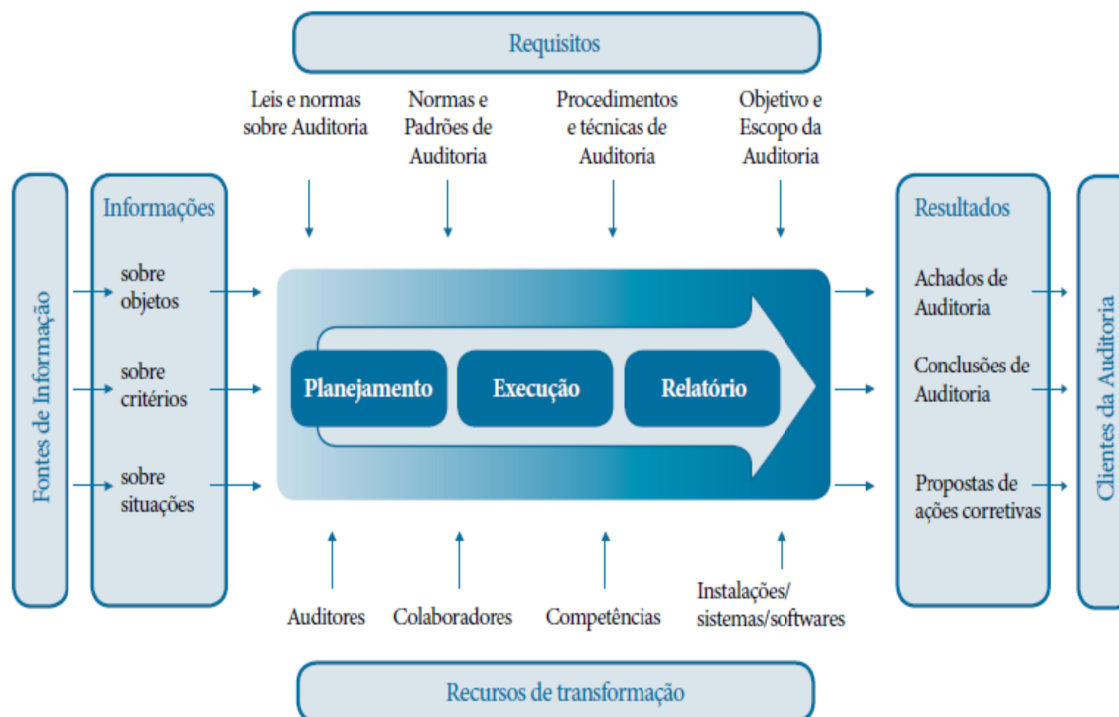 Requisitos
Leis e normas
sobre Auditoria
Normas e
Padrões de
Auditoria
Procedimentos
e técnicas de
Auditoria
Objetivo e
Escopo da
Auditoria
Fontes de Informação
Informações
sobre
objetos
sobre
critérios
sobre
situações
Planejamento
Execução
Relatório
Resultados
Achados de
Auditoria
Conclusões de
Auditoria
Propostas de
ações corretivas
Clientes da Auditoria
Auditores
Colaboradores
Competências
Instalações/
sistemas/softwares
Recursos de transformação